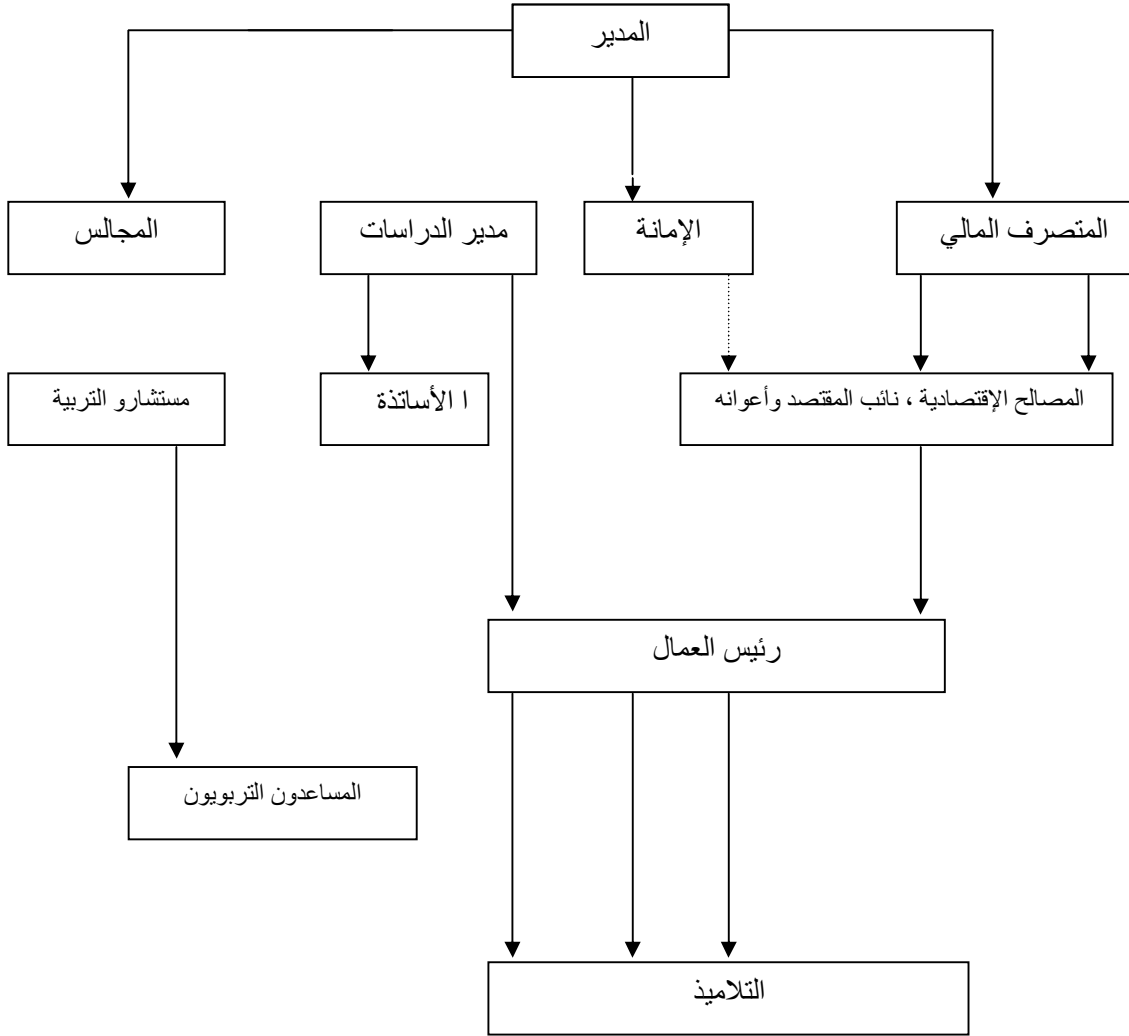 المدير
المتصرف المالي
الإمانة
مدير الدراسات
المجالس
المصالح الإقتصادية ، نائب المقتصد وأعوانه
ا الأساتذة
مستشارو التربية
رئيس العمال
المساعدون التربويون
التلاميذ